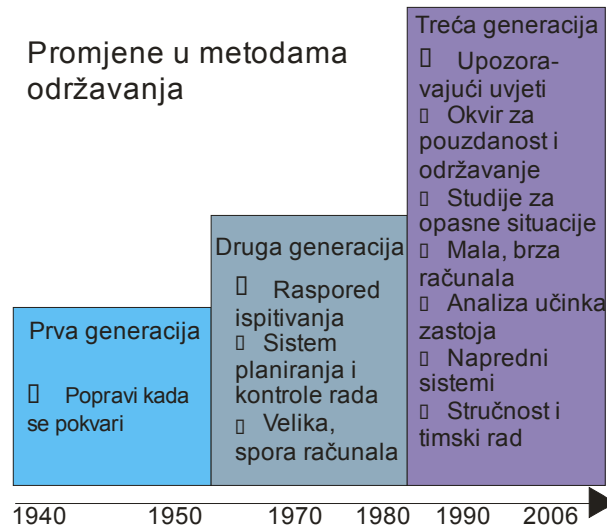 Promjene u metodama
održavanja
Prva generacija
▯ Popravi kada
se pokvari
Druga generacija
▯ Raspored
ispitivanja
▯ Sistem
planiranja i
kontrole rada
▯ Velika,
spora računala
Treća generacija
▯ Upozora-
vajući uvjeti
▯ Okvir za
pouzdanost i
održavanje
▯ Studije za
opasne situacije
▯ Mala, brza
računala
▯ Analiza učinka
zastoja
▯ Napredni
sistemi
▯ Stručnost i
timski rad
1940 1950 1970 1980 1990 2006